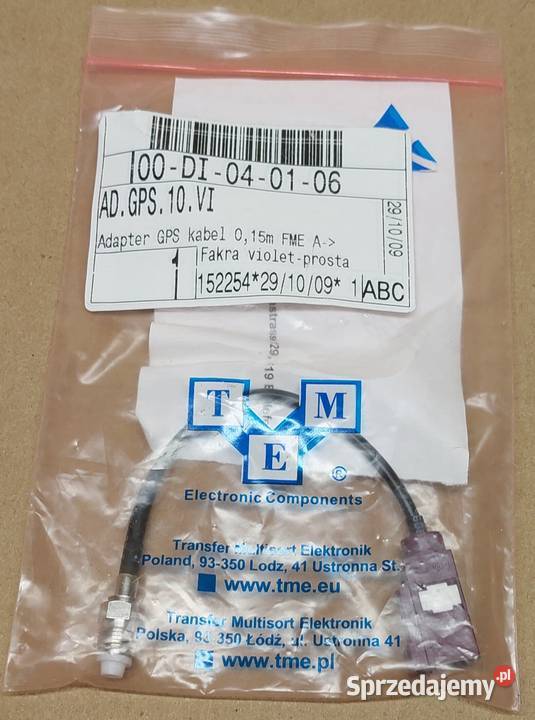 00-DI-04-01-06
AD.GPS.10.VI
29/10/09
Adapter GPS kabel 0,15m FME A->
Fakra violet-prosta
1
152254*29/10/09* 1
ABC
T M
E
®
Electronic Components
Transfer Multisort Elektronik
Poland, 93-350 Lodz, 41 Ustronna St.
www.tme.eu
Transfer Multisort Elektronik
Polska, 93-350 Łódź, ul. Ustronna 41
www.tme.pl
Sprzedajemy.pl